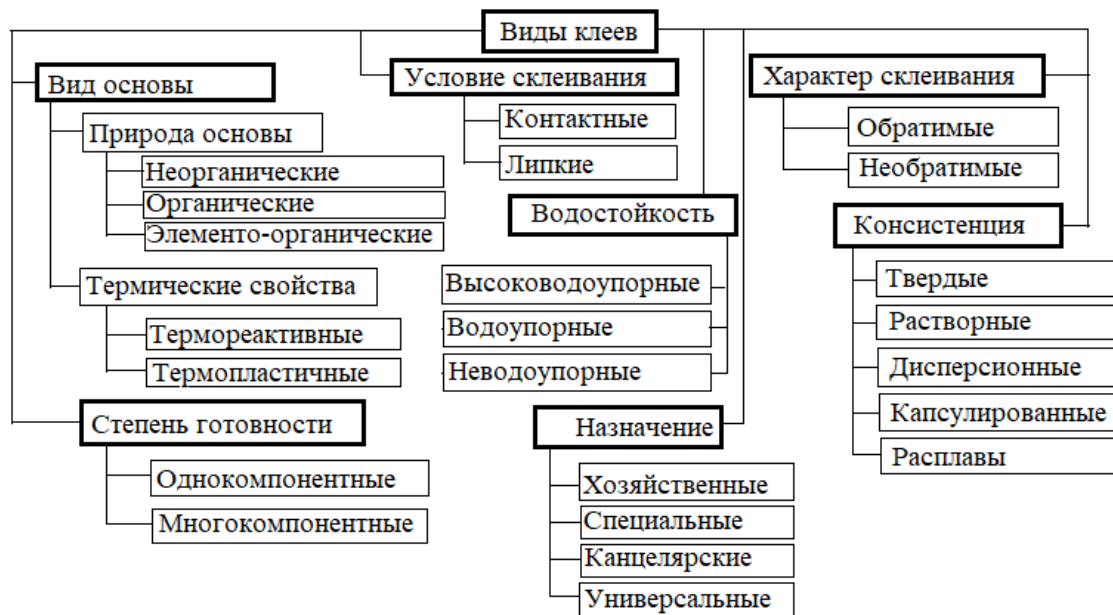 Виды клеев
Вид основы
Природа основы
Неорганические
Органические
Элементо-органические
Термические свойства
Термореактивные
Термопластичные
Степень готовности
Однокомпонентные
Многокомпонентные
Условие склеивания
Контактные
Липкие
Водостойкость
Высоководоупорные
Водоупорные
Неводоупорные
Назначение
Хозяйственные
Специальные
Канцелярские
Универсальные
Характер склеивания
Обратимые
Необратимые
Консистенция
Твердые
Растворные
Дисперсионные
Капсулированные
Расплавы